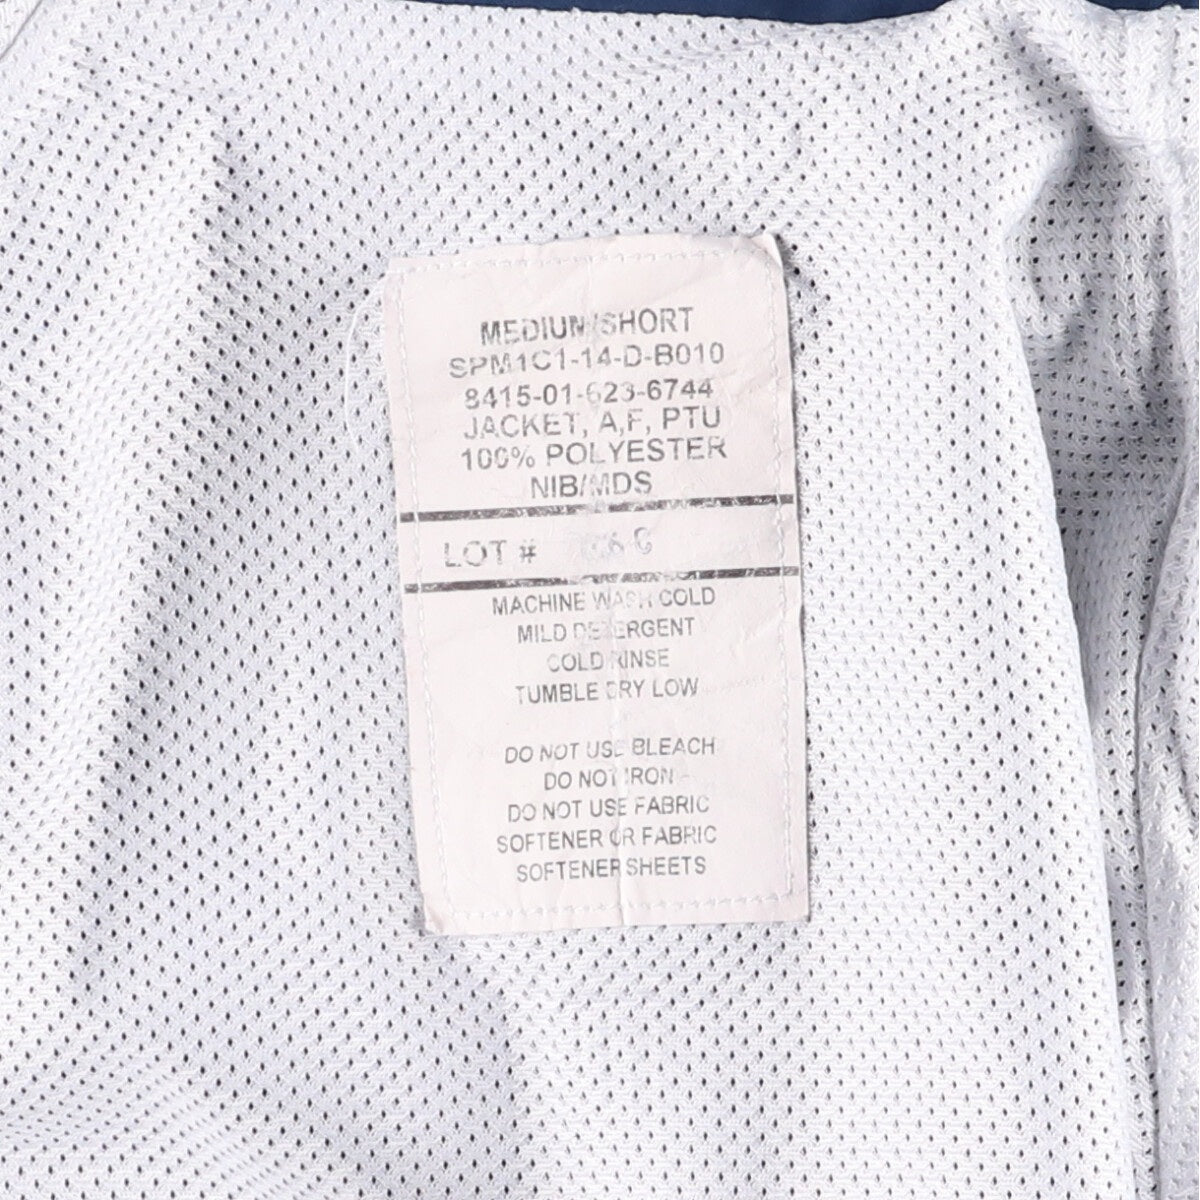 MEDIUM/SHORT
SPM1C1-14-D-B010
8415-01-623-6744
JACKET, A,F, PTU
100% POLYESTER
NIB/MDS
LOT #
MACHINE WASH COLD
MILD DETERGENT
COLD RINSE
TUMBLE DRY LOW
DO NOT USE BLEACH
DO NOT IRON
DO NOT USE FABRIC
SOFTENER OR FABRIC
SOFTENER SHEETS